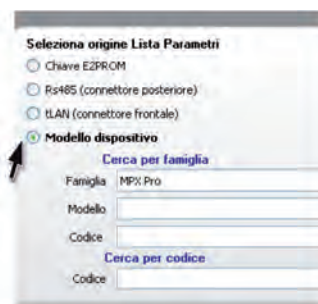 Seleziona origine Lista Parametri
Chiave E2PROM
Rs485 (connettore posteriore)
tLAN (connettore frontale)
Modello dispositivo
Cerca per famiglia
Famiglia MPX Pro
Modello
Codice
Cerca per codice
Codice